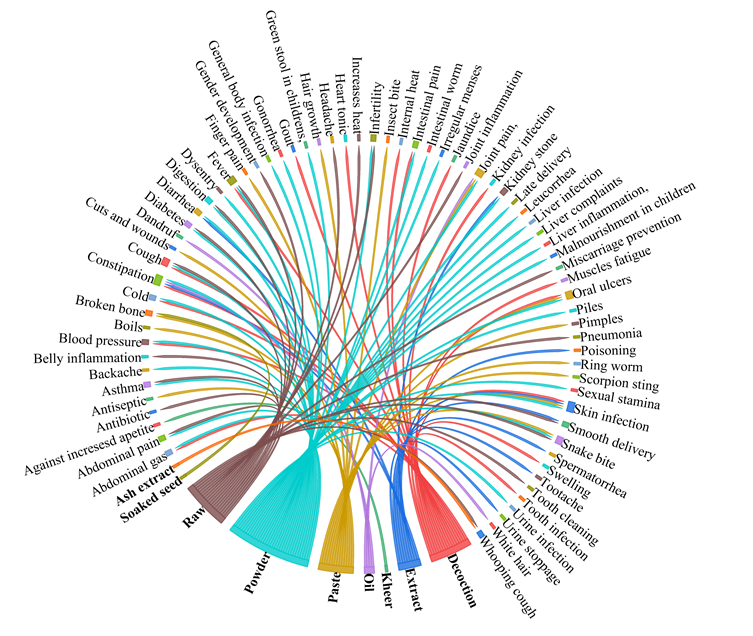 Green stool in childrens,
General body infection
Gender development
Gonorrhea
Gout
Hair growth
Headache
Heart tonic
Increases heat
Infertility
Insect bite
Internal heat
Intestinal pain
Intestinal worm
Irregular menses
Jaundice
Joint inflammation
Joint pain,
Kidney infection
Kidney stone
Late delivery
Leucorrhea
Liver infection
Liver complaints
Liver inflammation,
Malnourishment in children
Miscarriage prevention
Muscles fatigue
Oral ulcers
Piles
Pimples
Pneumonia
Poisoning
Ring worm
Scorpion sting
Sexual stamina
Skin infection
Smooth delivery
Snake bite
Spermatorrhea
Swelling
Tootache
Tooth cleaning
Tooth infection
Urine infection
Urine stoppage
White hair
Whooping cough
Decoction
Extract
Kheer
Oil
Paste
Powder
Raw
Soaked seed
Ash extract
Abdominal gas
Abdominal pain
Against incresesd apetite
Antibiotic
Antiseptic
Asthma
Backache
Belly inflammation
Blood pressure
Boils
Broken bone
Cold
Constipation
Cough
Cuts and wounds
Dandruf
Diabetes
Diarrhea
Digestion
Dysentry
Fever
Finger pain